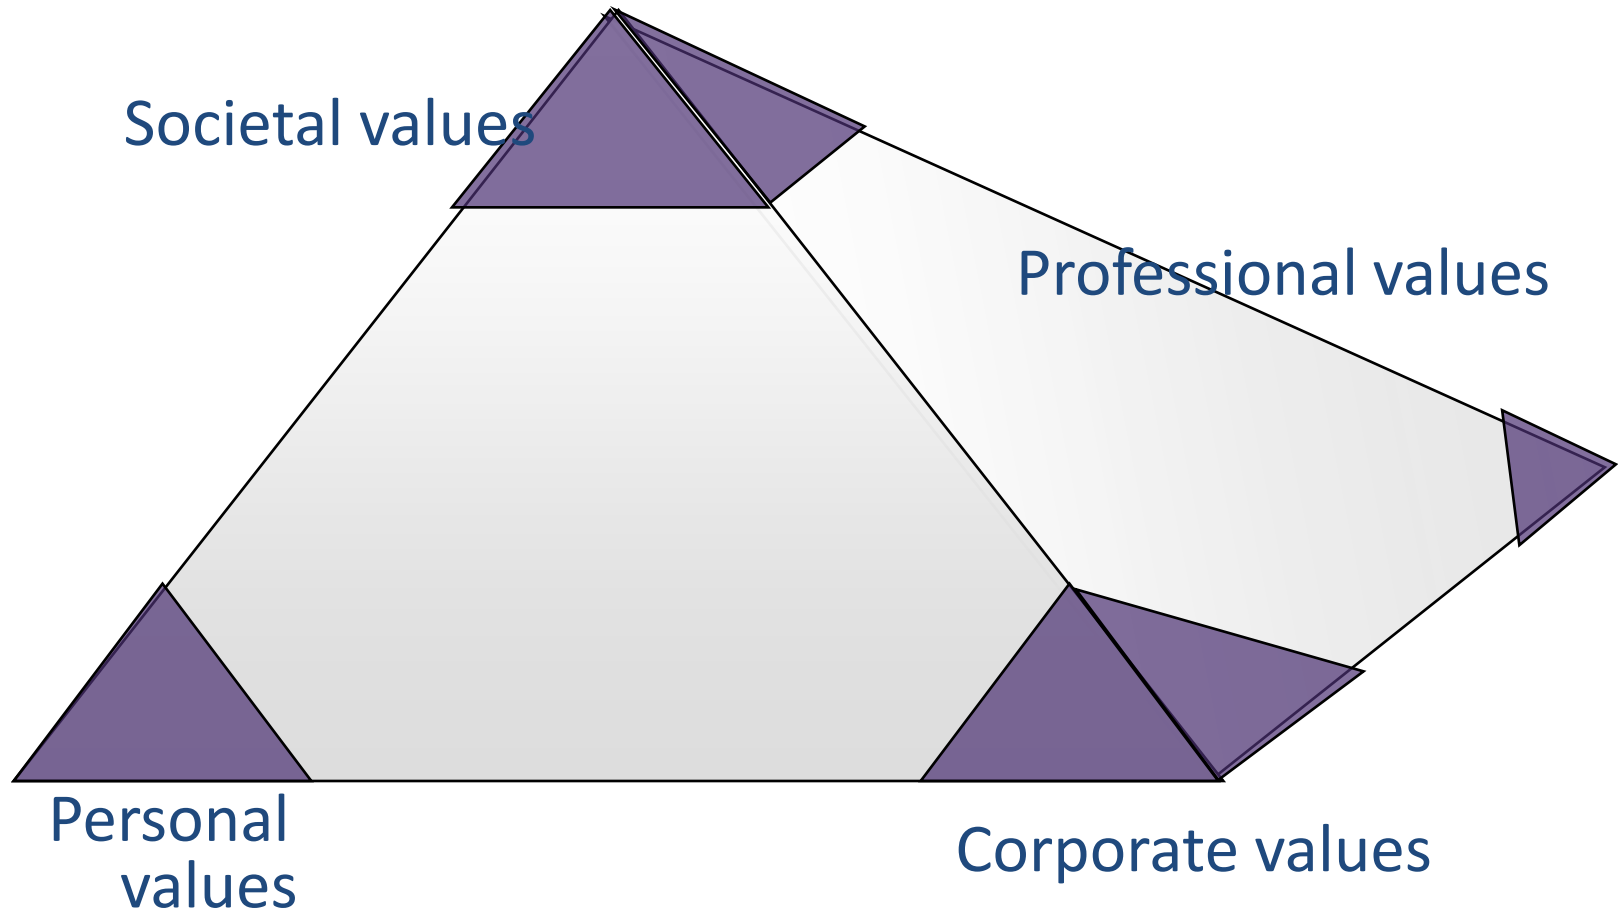 Societal values
Professional values
Personal
values
Corporate values